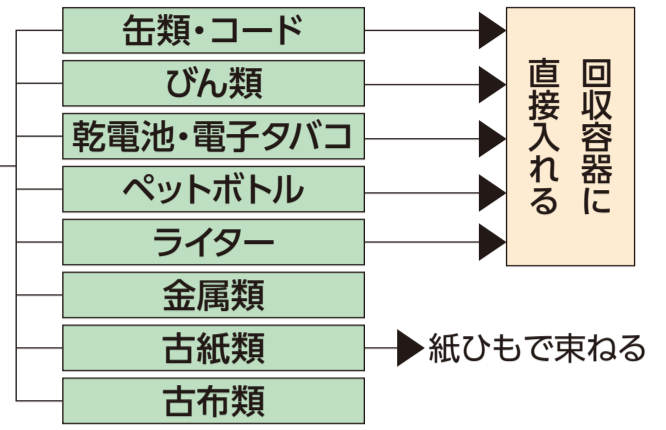 缶類・コード
びん類
乾電池・電子タバコ
ペットボトル
ライター
金属類
古紙類
古布類
回収容器に
直接入れる
紙ひもで束ねる